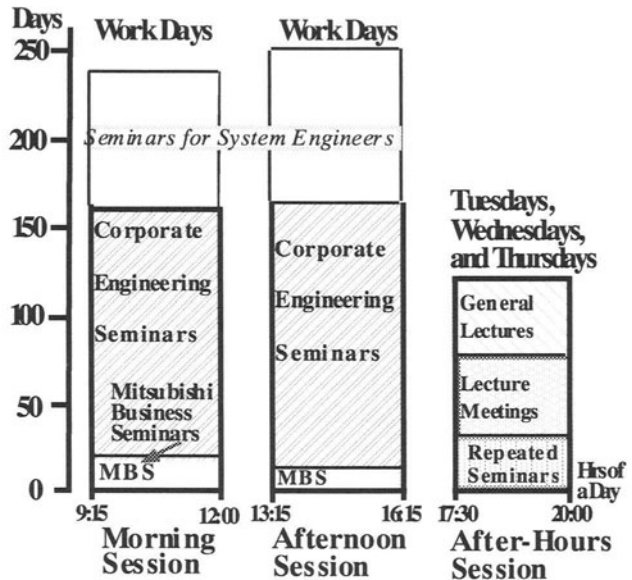 Days
Work Days
Work Days
250
200
150
100
50
0
Seminars for System Engineers
Corporate
Engineering
Seminars
Mitsubishi
Business
Seminars
MBS
Corporate
Engineering
Seminars
MBS
Tuesdays,
Wednesdays,
and Thursdays
General
Lectures
Lecture
Meetings
Repeated
Seminars
Hrs of
a Day
9:15
12:00
13:15
16:15
17:30
20:00
Morning
Session
Afternoon
Session
After-Hours
Session